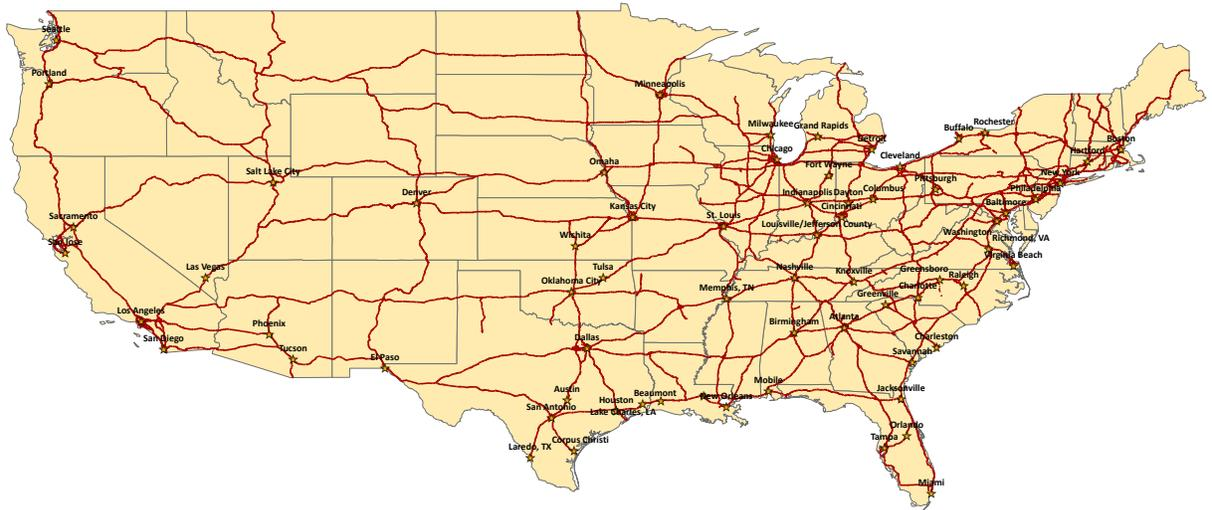 Seattle
Portland
Minneapolis
Milwaukee
Grand Rapids
Buffalo
Rochester
Detroit
Boston
Chicago
Cleveland
Hartford
Omaha
Fort Wayne
Salt Lake City
New York
Pittsburgh
Denver
Indianapolis
Dayton
Columbus
Philadelphia
Kansas City
Cincinnati
Baltimore
Sacramento
St. Louis
Louisville/Jefferson County
Wichita
Washington
Richmond, VA
San Jose
Virginia Beach
Las Vegas
Tulsa
Nashville
Knoxville
Greensboro
Raleigh
Oklahoma City
Memphis, TN
Charlotte
Greenville
Los Angeles
Phoenix
Birmingham
Atlanta
San Diego
Dallas
Charleston
Tucson
Savannah
El Paso
Mobile
Austin
Jacksonville
Houston
Beaumont
New Orleans
San Antonio
Lake Charles, LA
Orlando
Tampa
Laredo, TX
Corpus Christi
Miami